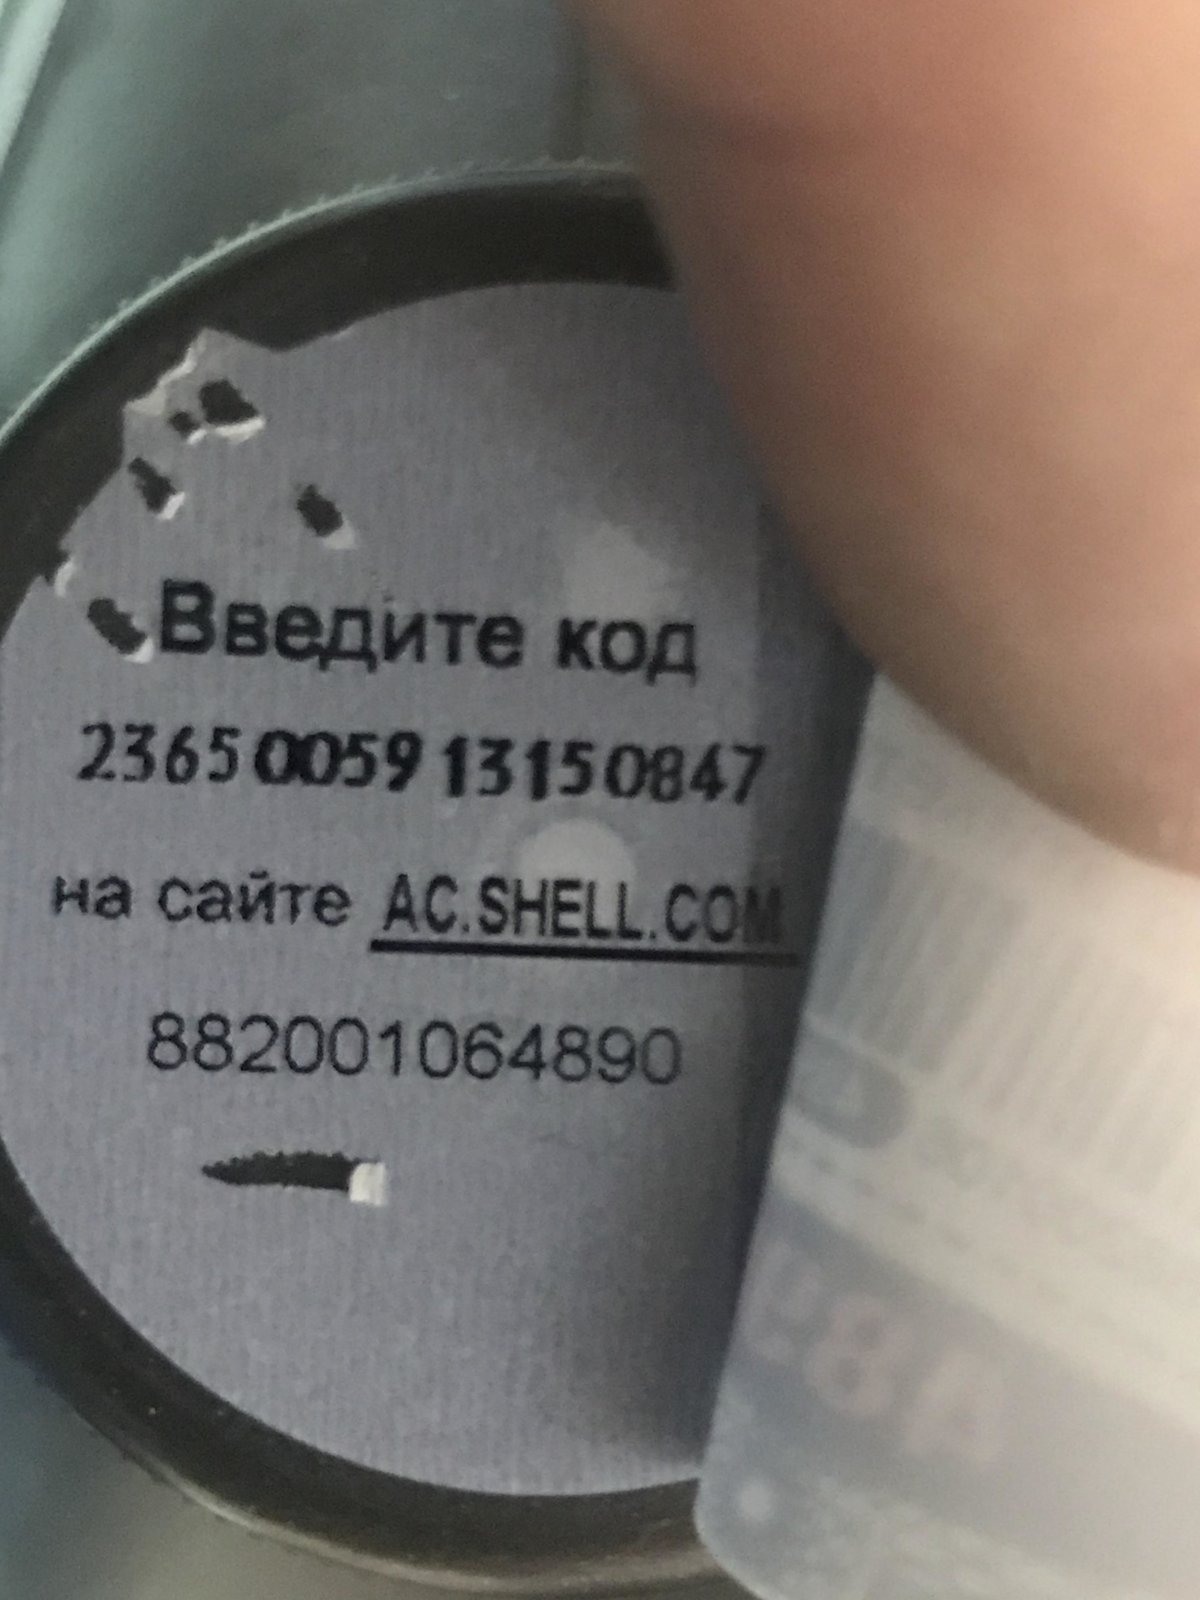 Введите код
2365 0059 1315 0847
на сайте AC.SHELL.COM
882001064890